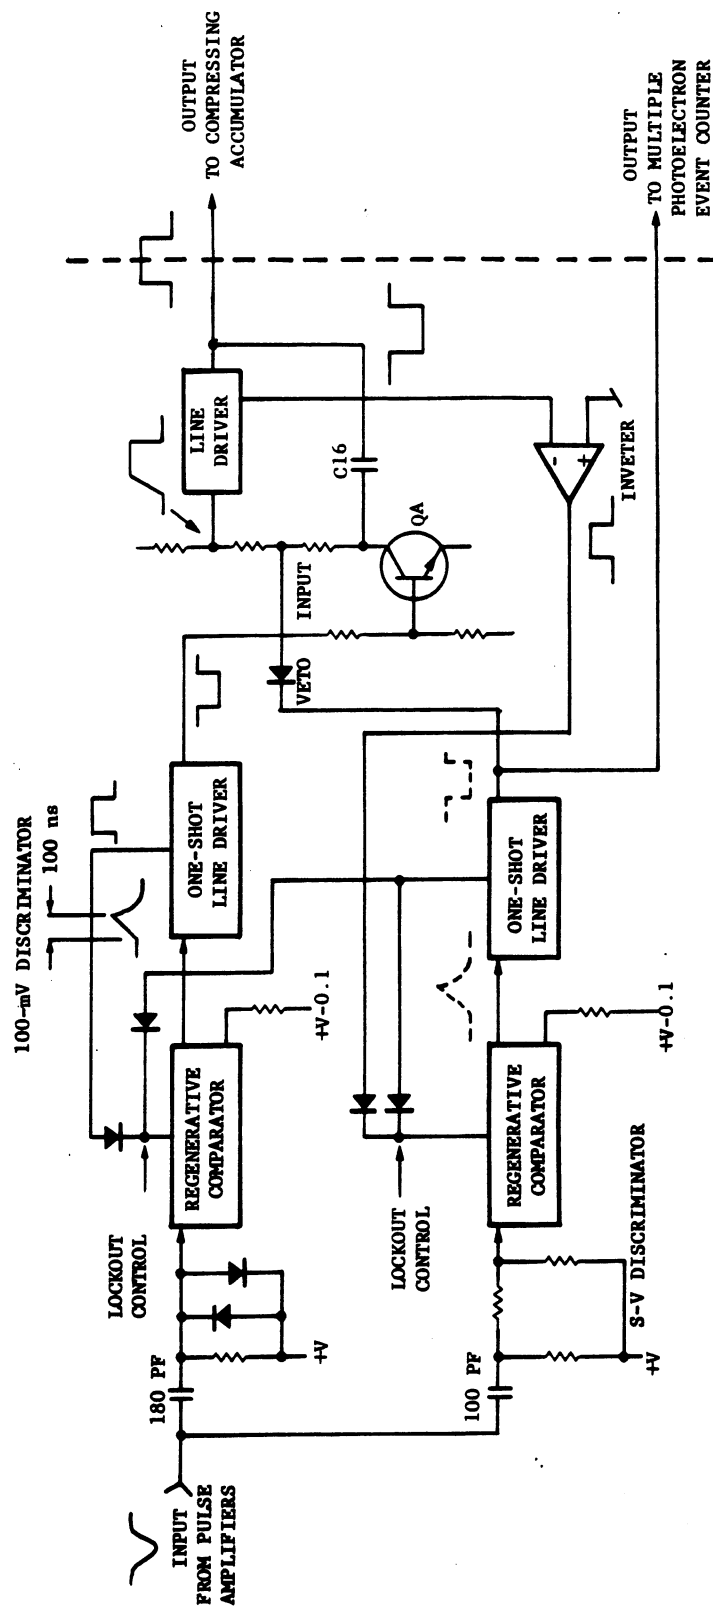 INPUT
FROM PULSE
AMPLIFIERS
180 PF
+V
LOCKOUT
CONTROL
REGENERATIVE
COMPARATOR
+V-0.1
100-mV DISCRIMINATOR
100 ns
ONE-SHOT
LINE DRIVER
VETO
INPUT
QA
C16
LINE
DRIVER
OUTPUT
TO COMPRESSING
ACCUMULATOR
100 PF
+V
S-V DISCRIMINATOR
LOCKOUT
CONTROL
REGENERATIVE
COMPARATOR
+V-0.1
ONE-SHOT
LINE DRIVER
-
+
INVETER
OUTPUT
TO MULTIPLE
PHOTOELECTRON
EVENT COUNTER